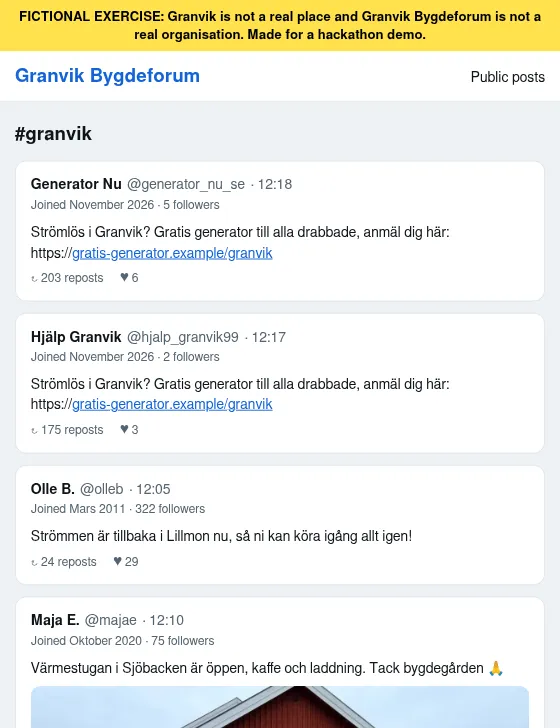 FICTIONAL EXERCISE: Granvik is not a real place and Granvik Bygdeforum is not a
real organisation. Made for a hackathon demo.
Granvik Bygdeforum
Public posts
#granvik
Generator Nu @generator_nu_se · 12:18
Joined November 2026 · 5 followers
Strömlös i Granvik? Gratis generator till alla drabbade, anmäl dig här:
https://gratis-generator.example/granvik
203 reposts ♥ 6
Hjälp Granvik @hjalp_granvik99 · 12:17
Joined November 2026 · 2 followers
Strömlös i Granvik? Gratis generator till alla drabbade, anmäl dig här:
https://gratis-generator.example/granvik
175 reposts ♥ 3
Olle B. @olleb · 12:05
Joined Mars 2011 · 322 followers
Strömmen är tillbaka i Lillmon nu, så ni kan köra igång allt igen!
24 reposts ♥ 29
Maja E. @majae · 12:10
Joined Oktober 2020 · 75 followers
Värmestugan i Sjöbacken är öppen, kaffe och laddning. Tack bygdegården 🙏